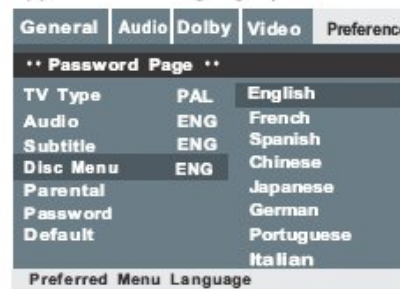 General Audio Dolby Video Preference
·· Password Page ··
TV Type PAL English
Audio ENG French
Subtitle ENG Spanish
Disc Menu ENG Chinese
Parental Japanese
Password German
Default Portuguese
Italian
Preferred Menu Language